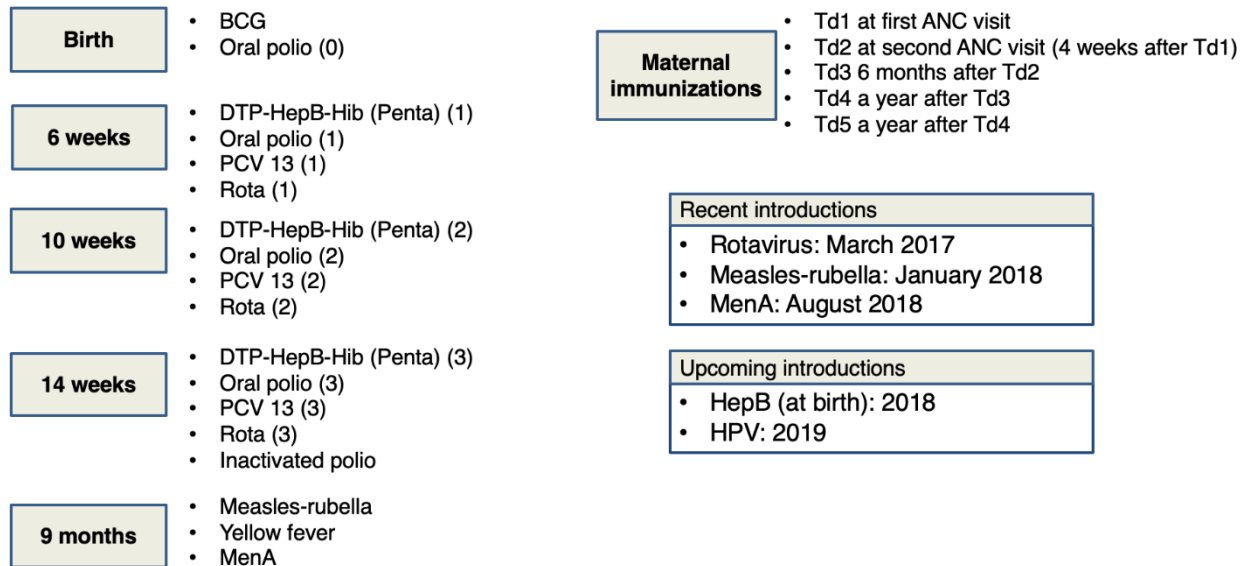 Birth
• BCG
• Oral polio (0)
6 weeks
• DTP-HepB-Hib (Penta) (1)
• Oral polio (1)
• PCV 13 (1)
• Rota (1)
10 weeks
• DTP-HepB-Hib (Penta) (2)
• Oral polio (2)
• PCV 13 (2)
• Rota (2)
14 weeks
• DTP-HepB-Hib (Penta) (3)
• Oral polio (3)
• PCV 13 (3)
• Rota (3)
• Inactivated polio
9 months
• Measles-rubella
• Yellow fever
• MenA
Maternal
immunizations
• Td1 at first ANC visit
• Td2 at second ANC visit (4 weeks after Td1)
• Td3 6 months after Td2
• Td4 a year after Td3
• Td5 a year after Td4
Recent introductions
• Rotavirus: March 2017
• Measles-rubella: January 2018
• MenA: August 2018
Upcoming introductions
• HepB (at birth): 2018
• HPV: 2019